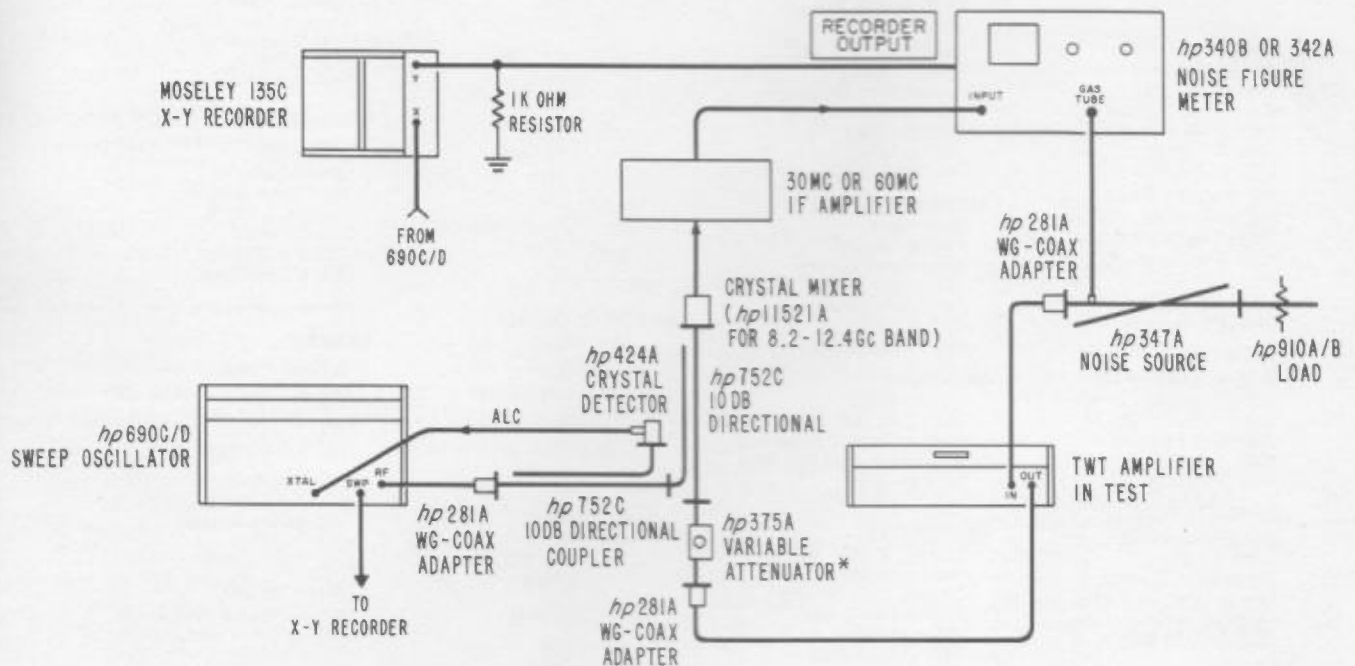 RECORDER
OUTPUT
hp 340B OR 342A
NOISE FIGURE
METER
INPUT
GAS
TUBE
MOSELEY 135C
X-Y RECORDER
Y
X
1K OHM
RESISTOR
FROM
690C/D
30MC OR 60MC
IF AMPLIFIER
hp 281A
WG-COAX
ADAPTER
CRYSTAL MIXER
(hp 11521A
FOR 8.2-12.4Gc BAND)
hp 347A
NOISE SOURCE
hp 910A/B
LOAD
hp 424A
CRYSTAL
DETECTOR
hp 752C
10 DB
DIRECTIONAL
hp 690C/D
SWEEP OSCILLATOR
ALC
XTAL
SWP
RF
hp 281A
WG-COAX
ADAPTER
hp 752C
10DB DIRECTIONAL
COUPLER
hp 375A
VARIABLE
ATTENUATOR*
IN
OUT
TWT AMPLIFIER
IN TEST
TO
X-Y RECORDER
hp 281A
WG-COAX
ADAPTER